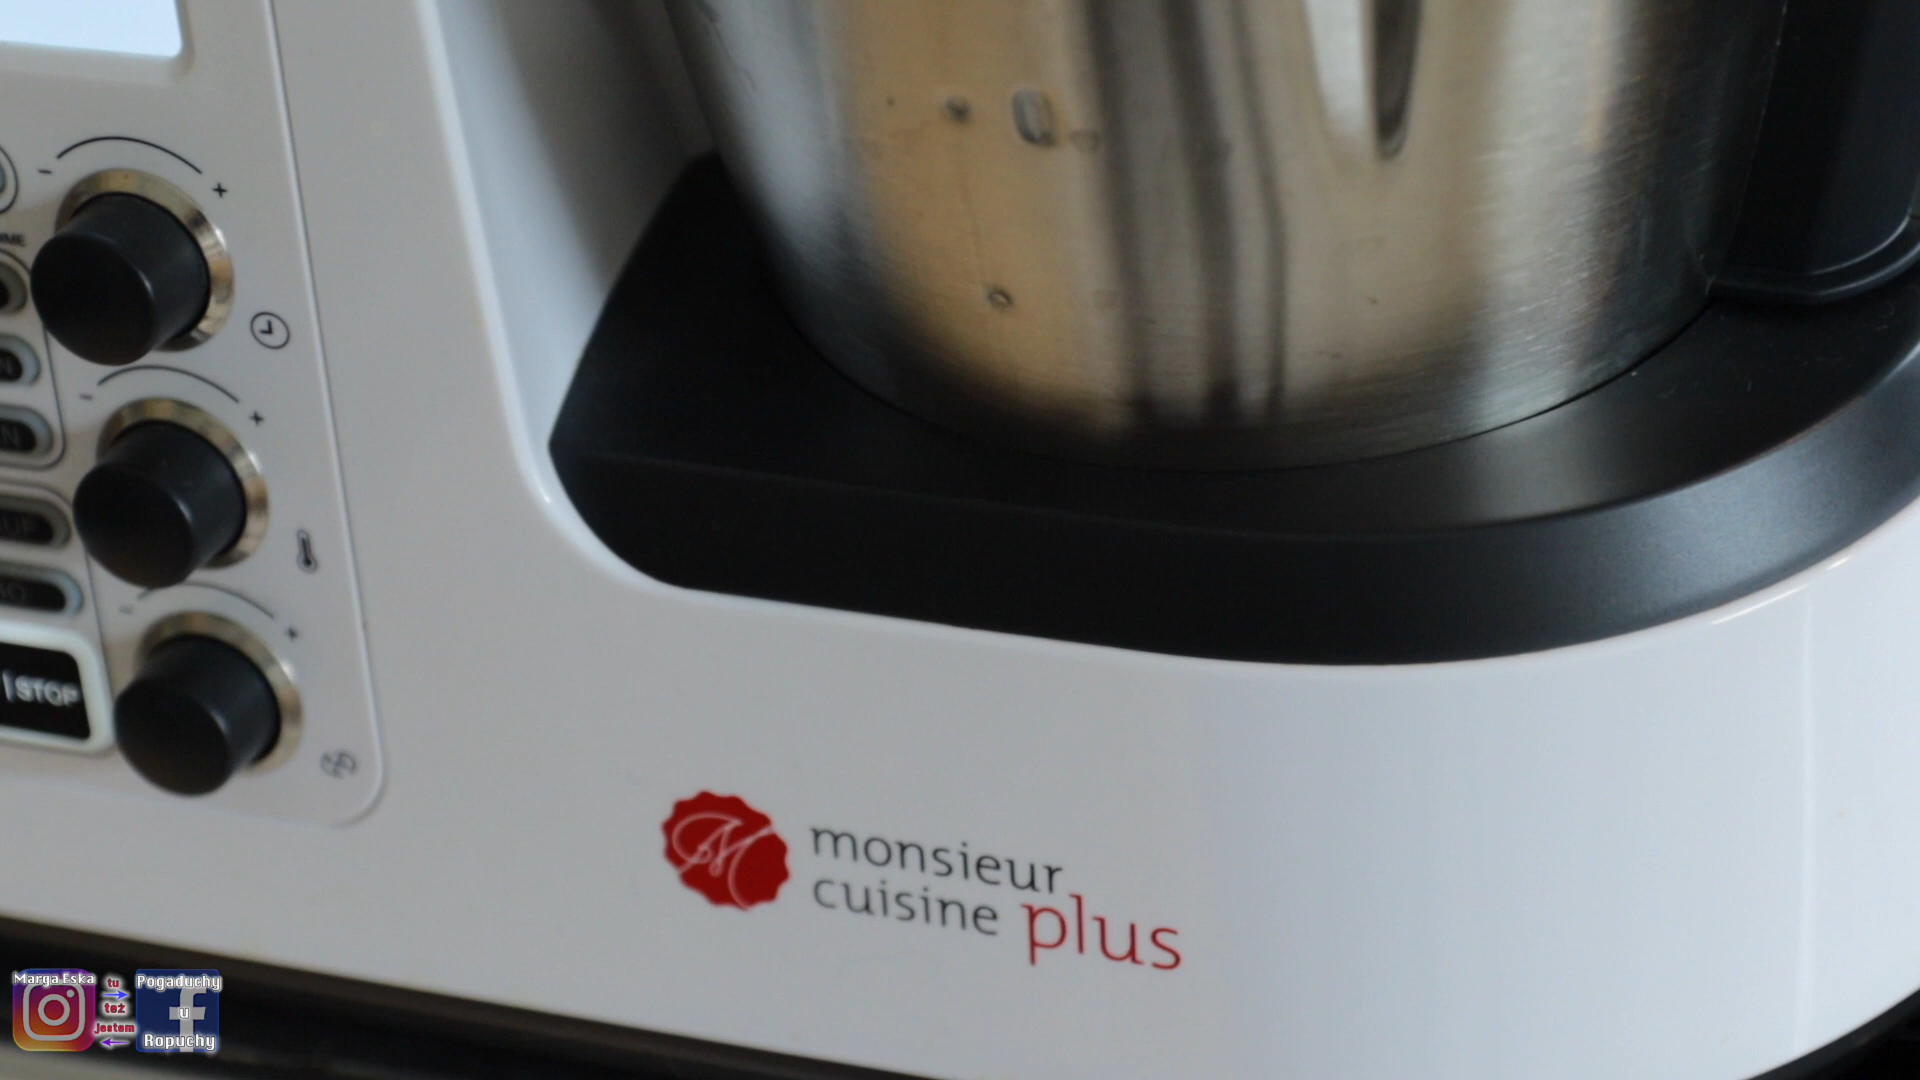 STOP
monsieur
cuisine plus
Marga Eska
tu
też
jestem
Pogaduchy
u
Ropuchy